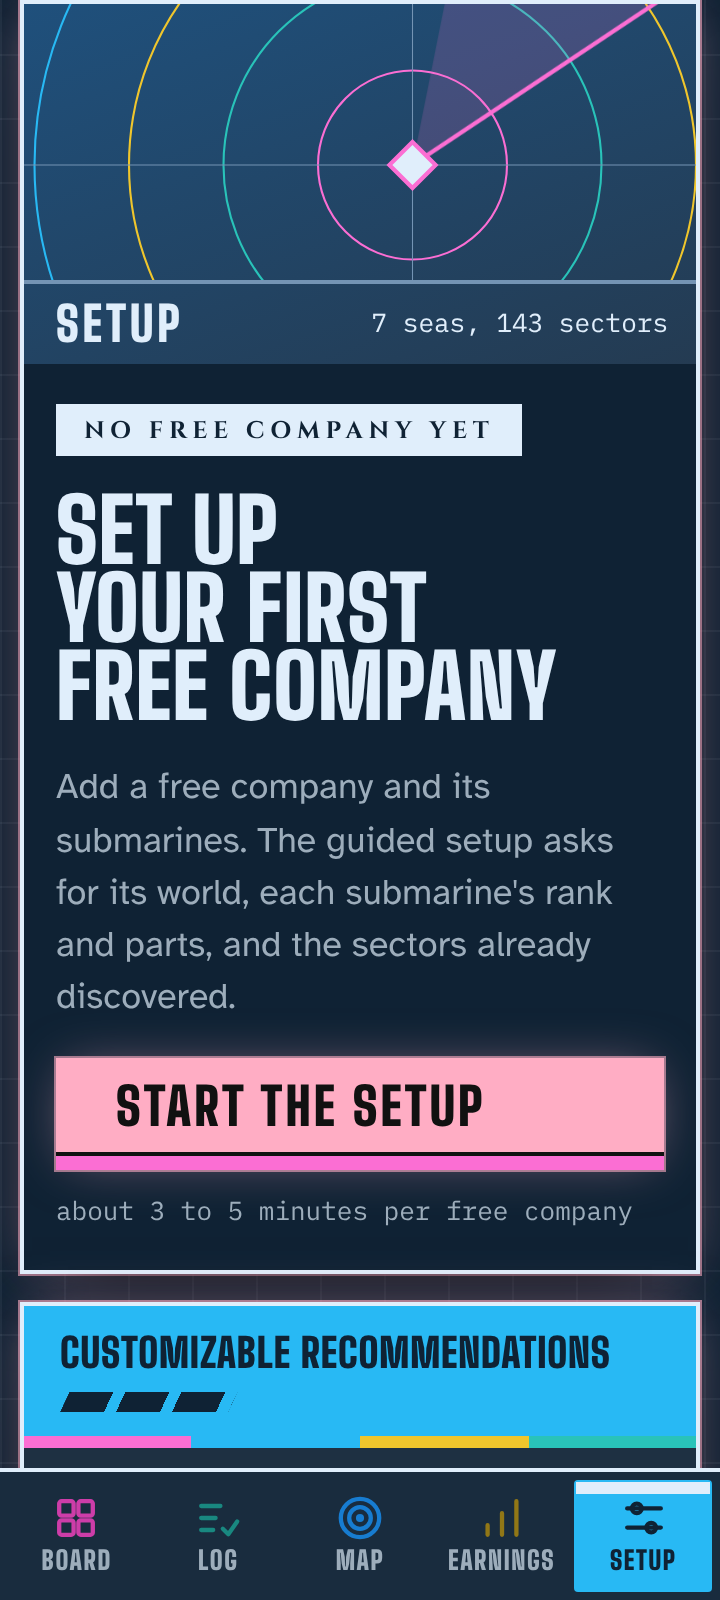 SETUP
7 seas, 143 sectors
NO FREE COMPANY YET
SET UP
YOUR FIRST
FREE COMPANY
Add a free company and its
submarines. The guided setup asks
for its world, each submarine's rank
and parts, and the sectors already
discovered.
START THE SETUP
about 3 to 5 minutes per free company
CUSTOMIZABLE RECOMMENDATIONS
BOARD
LOG
MAP
EARNINGS
SETUP